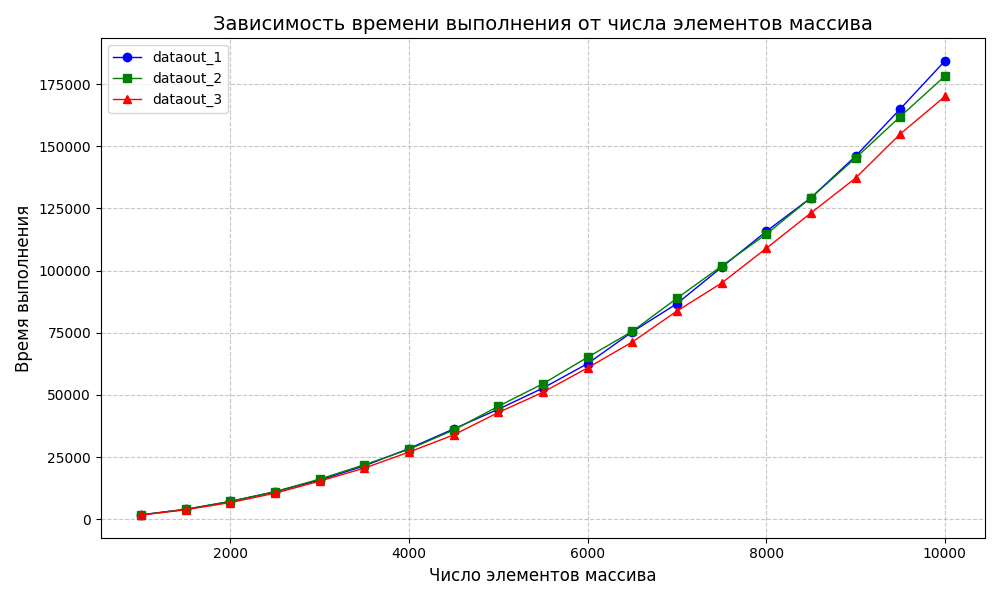 Зависимость времени выполнения от числа элементов массива
dataout_1
dataout_2
dataout_3
175000
150000
125000
100000
75000
50000
25000
0
Время выполнения
2000 4000 6000 8000 10000
Число элементов массива